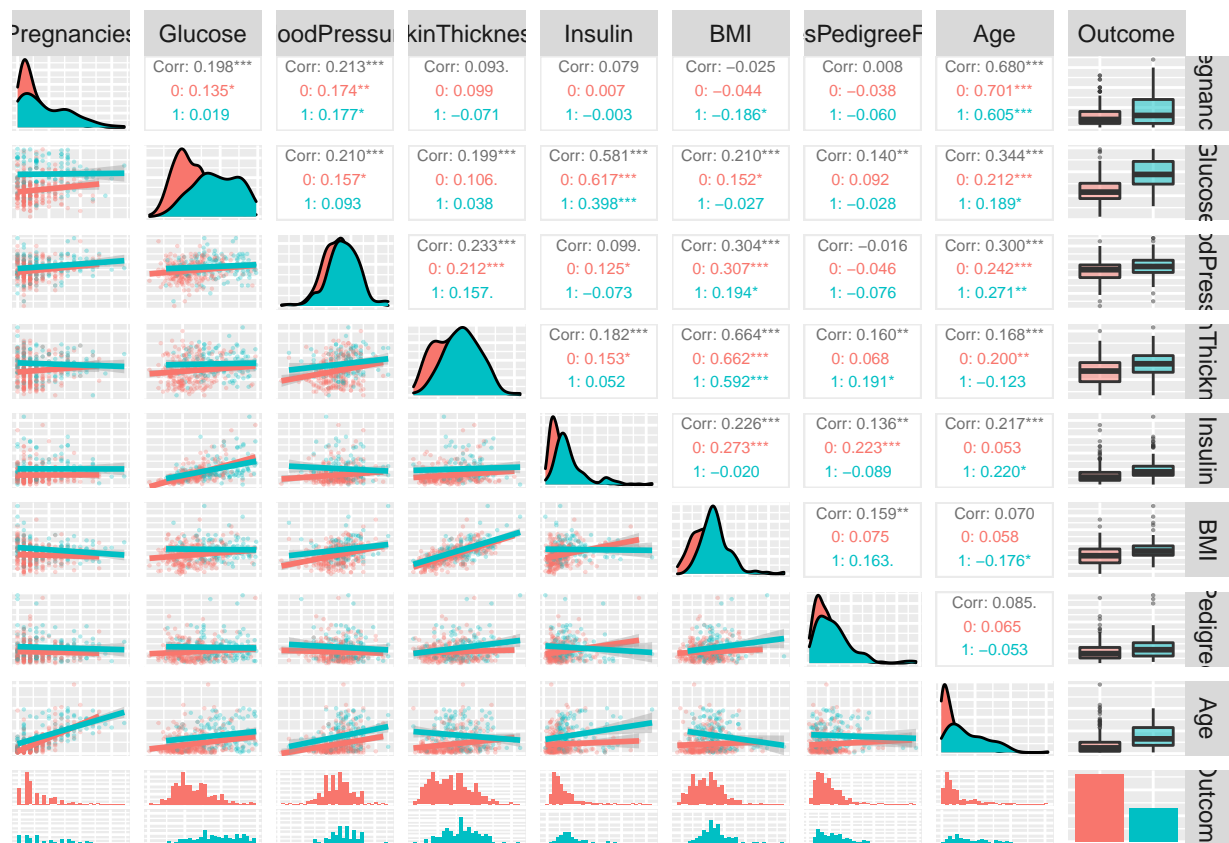 Pregnancies Glucose oodPressu kinThicknes Insulin BMI sPedigreeF Age Outcome
Corr: 0.198*** Corr: 0.213*** Corr: 0.093. Corr: 0.079 Corr: −0.025 Corr: 0.008 Corr: 0.680***
0: 0.135* 0: 0.174** 0: 0.099 0: 0.007 0: −0.044 0: −0.038 0: 0.701***
1: 0.019 1: 0.177* 1: −0.071 1: −0.003 1: −0.186* 1: −0.060 1: 0.605***
egnanc
Corr: 0.210*** Corr: 0.199*** Corr: 0.581*** Corr: 0.210*** Corr: 0.140** Corr: 0.344***
0: 0.157* 0: 0.106. 0: 0.617*** 0: 0.152* 0: 0.092 0: 0.212***
1: 0.093 1: 0.038 1: 0.398*** 1: −0.027 1: −0.028 1: 0.189*
Glucose
Corr: 0.233*** Corr: 0.099. Corr: 0.304*** Corr: −0.016 Corr: 0.300***
0: 0.212*** 0: 0.125* 0: 0.307*** 0: −0.046 0: 0.242***
1: 0.157. 1: −0.073 1: 0.194* 1: −0.076 1: 0.271**
odPress
Corr: 0.182*** Corr: 0.664*** Corr: 0.160** Corr: 0.168***
0: 0.153* 0: 0.662*** 0: 0.068 0: 0.200**
1: 0.052 1: 0.592*** 1: 0.191* 1: −0.123
nThickn
Corr: 0.226*** Corr: 0.136** Corr: 0.217***
0: 0.273*** 0: 0.223*** 0: 0.053
1: −0.020 1: −0.089 1: 0.220*
Insulin
Corr: 0.159** Corr: 0.070
0: 0.075 0: 0.058
1: 0.163. 1: −0.176*
BMI
Corr: 0.085.
0: 0.065
1: −0.053
Pedigre
Age
Outcom